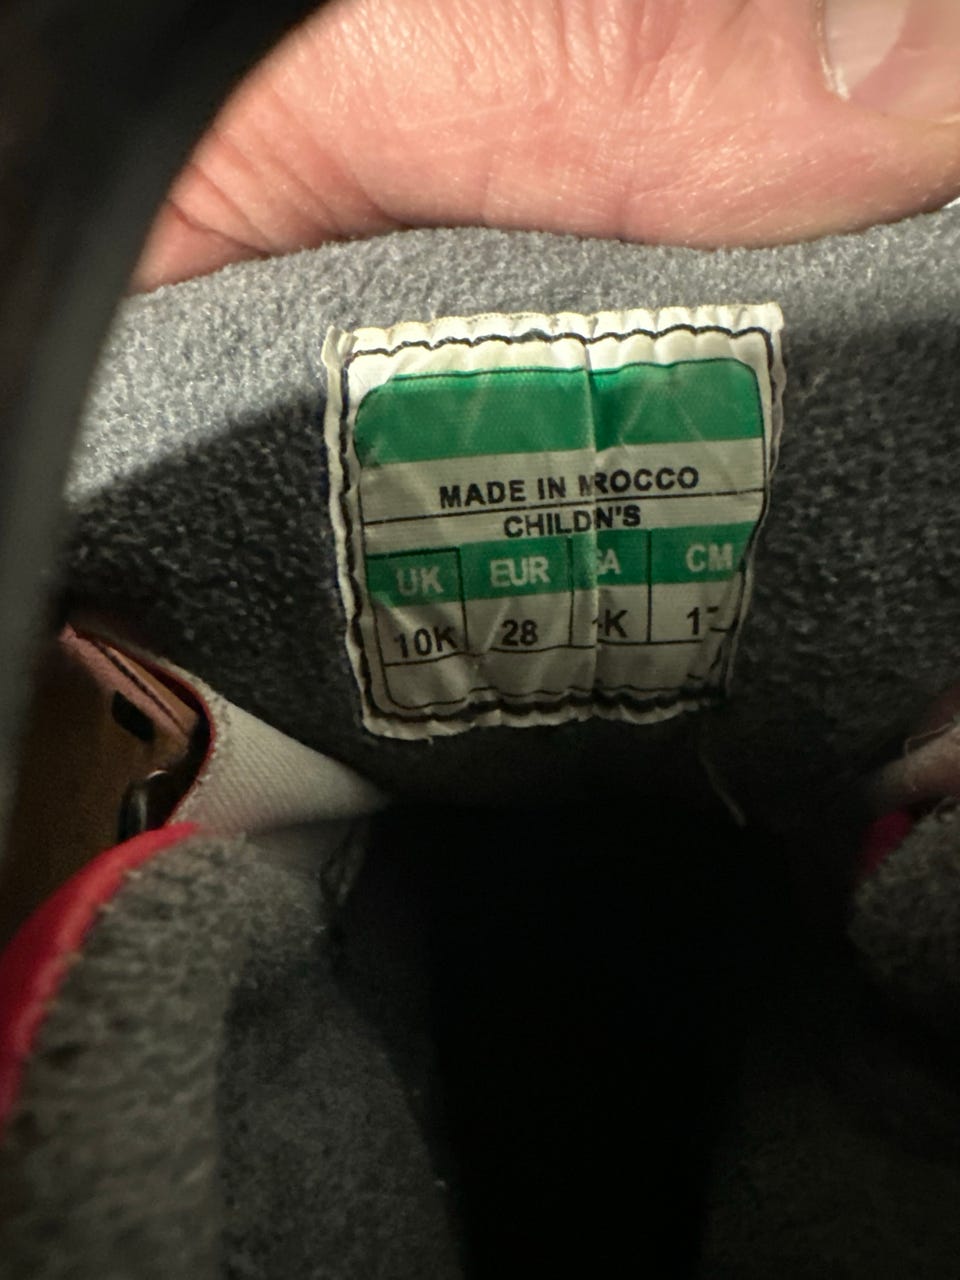 MADE IN MROCCO
CHILDN'S
UK EUR CM
10K 28